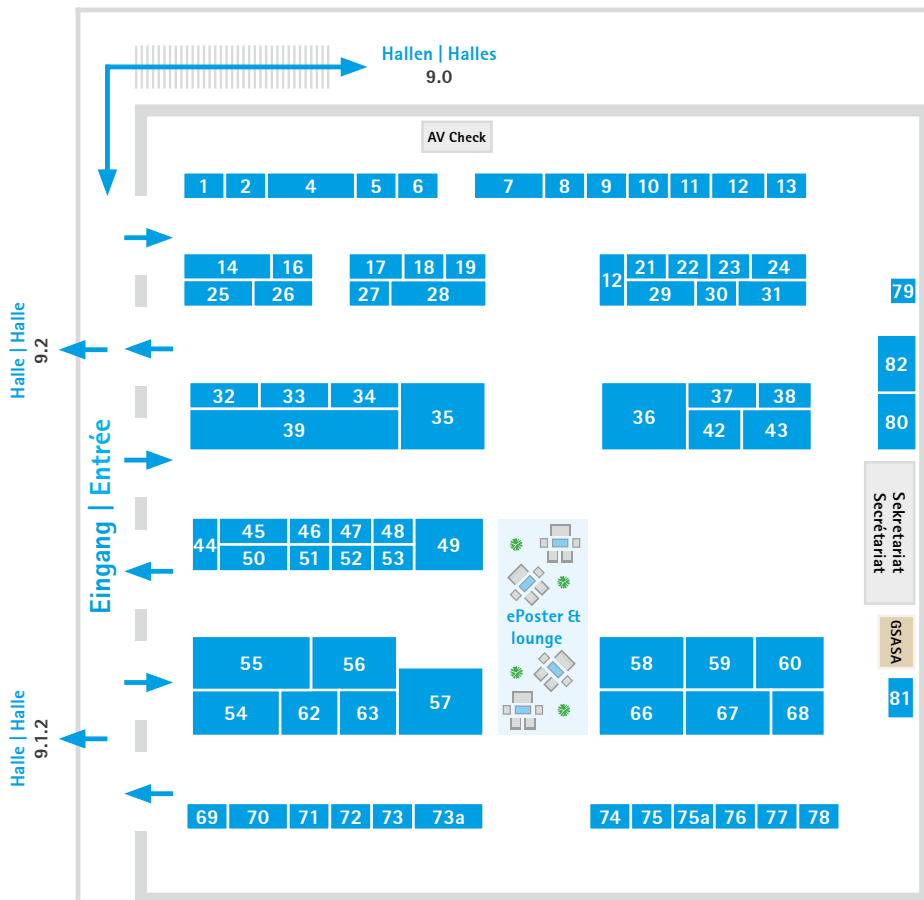 Hallen | Halles
9.0
AV Check
1 2 4 5 6 7 8 9 10 11 12 13
14 16 17 18 19 12 21 22 23 24
25 26 27 28 29 30 31
79
Halle | Halle
9.2
82
32 33 34 35 36 37 38
39 42 43
80
Eingang | Entrée
Sekretariat
Secrétariat
44 45 46 47 48 49
50 51 52 53
ePoster &
lounge
GSASA
55 56 57 58 59 60
81
54 62 63 66 67 68
Halle | Halle
9.1.2
69 70 71 72 73 73a 74 75 75a 76 77 78